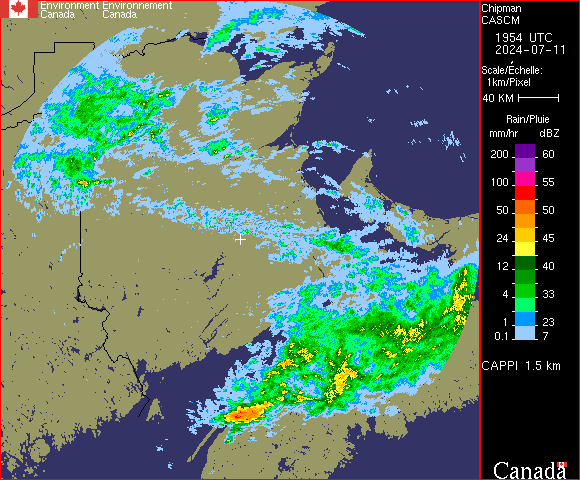 Environment Environnement
Canada Canada
Chipman
CASCM
1954 UTC
2024-07-11
Scale/Échelle:
1km/Pixel
40 KM
Rain/Pluie
mm/hr dBZ
200 60
100 55
50 50
24 45
12 40
4 33
1 23
0.1 7
CAPPI 1.5 km
Canada